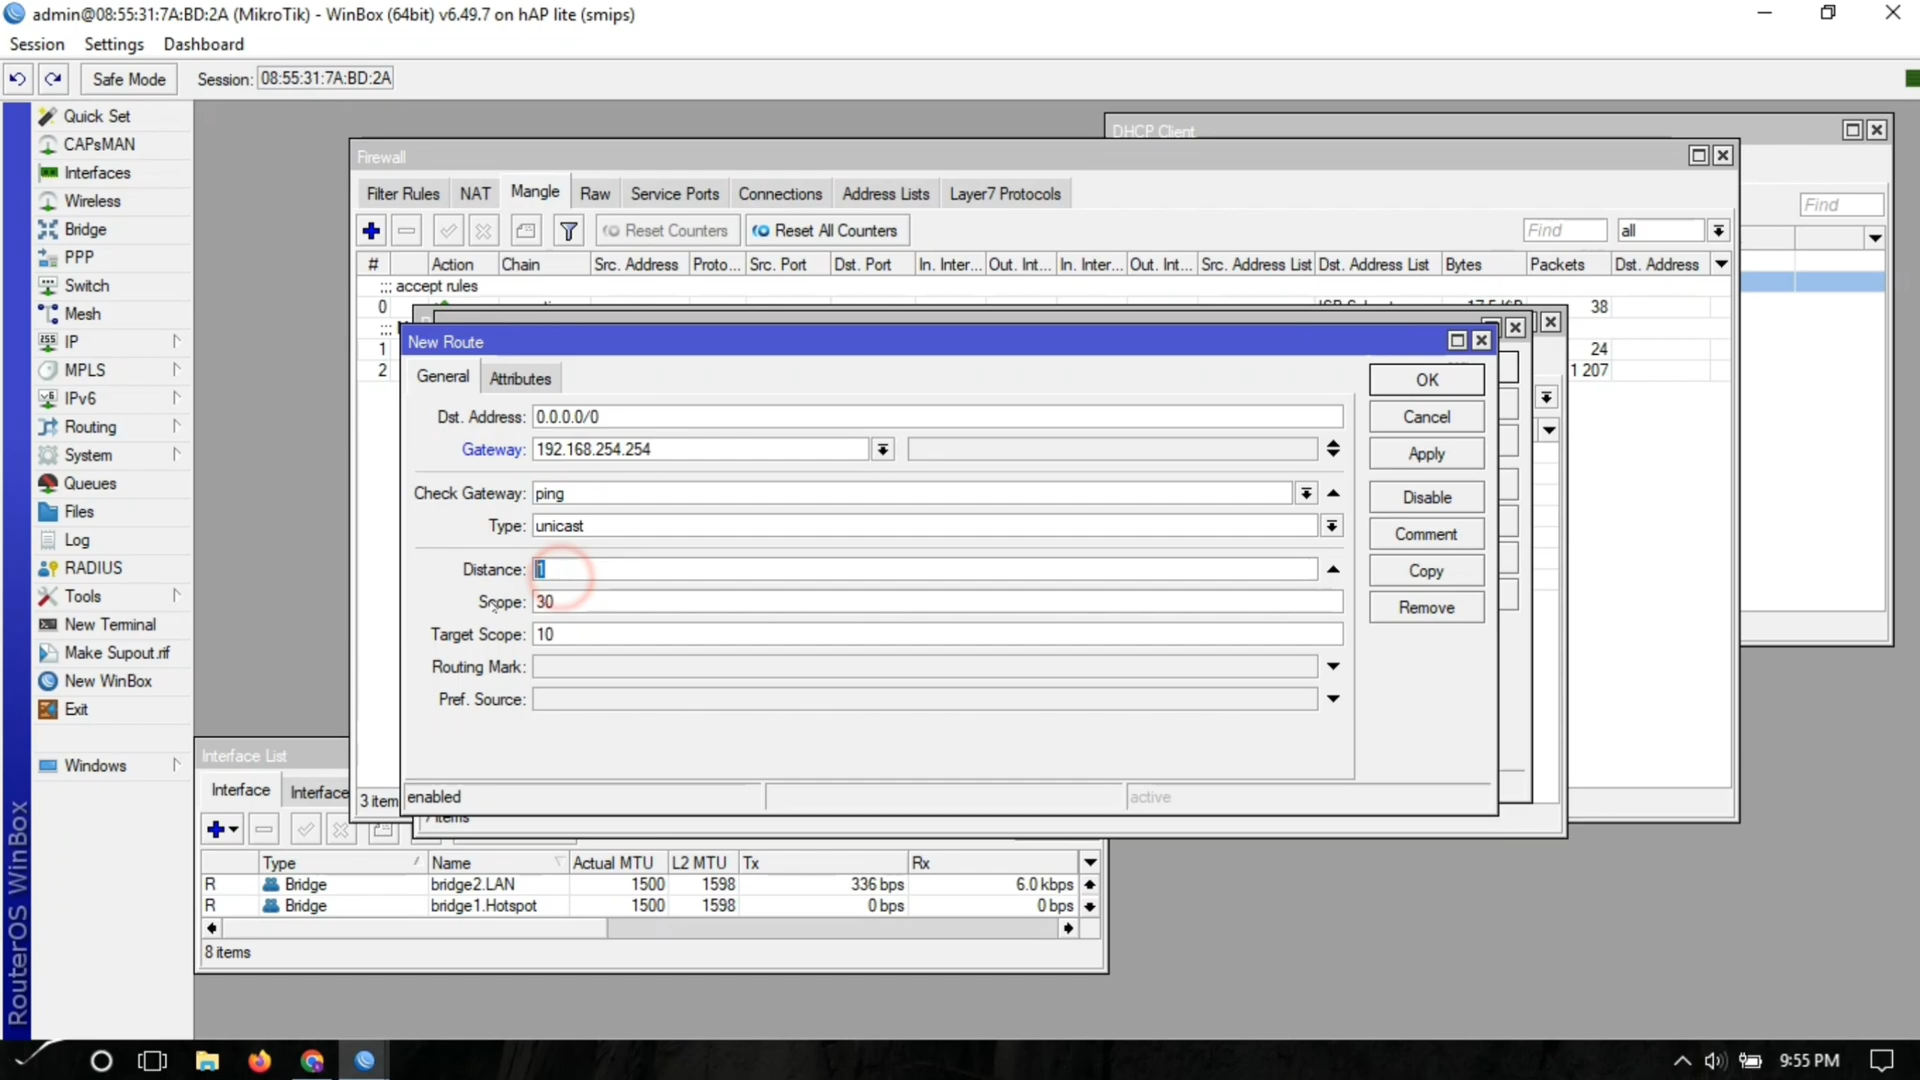 admin@08:55:31:7A:BD:2A (MikroTik) - WinBox (64bit) v6.49.7 on hAP lite (smips)
Session Settings Dashboard
Safe Mode Session: 08:55:31:7A:BD:2A
Quick Set
CAPsMAN
Interfaces
Wireless
Bridge
PPP
Switch
Mesh
IP
MPLS
IPv6
Routing
System
Queues
Files
Log
RADIUS
Tools
New Terminal
Make Supout.rif
New WinBox
Exit
Windows
RouterOS WinBox
DHCP Client
Find
Firewall
Filter Rules NAT Mangle Raw Service Ports Connections Address Lists Layer7 Protocols
Reset Counters Reset All Counters Find all
# Action Chain Src. Address Proto... Src. Port Dst. Port In. Inter... Out. Int... In. Inter... Out. Int... Src. Address List Dst. Address List Bytes Packets Dst. Address
::: accept rules
0 38
:::
1 24
2 1 207
3 item
7 items
New Route
General Attributes
Dst. Address: 0.0.0.0/0
Gateway: 192.168.254.254
Check Gateway: ping
Type: unicast
Distance: 1
Scope: 30
Target Scope: 10
Routing Mark:
Pref. Source:
OK
Cancel
Apply
Disable
Comment
Copy
Remove
enabled active
Interface List
Interface Interface
Type Name Actual MTU L2 MTU Tx Rx
R Bridge bridge2.LAN 1500 1598 336 bps 6.0 kbps
R Bridge bridge1.Hotspot 1500 1598 0 bps 0 bps
8 items
9:55 PM